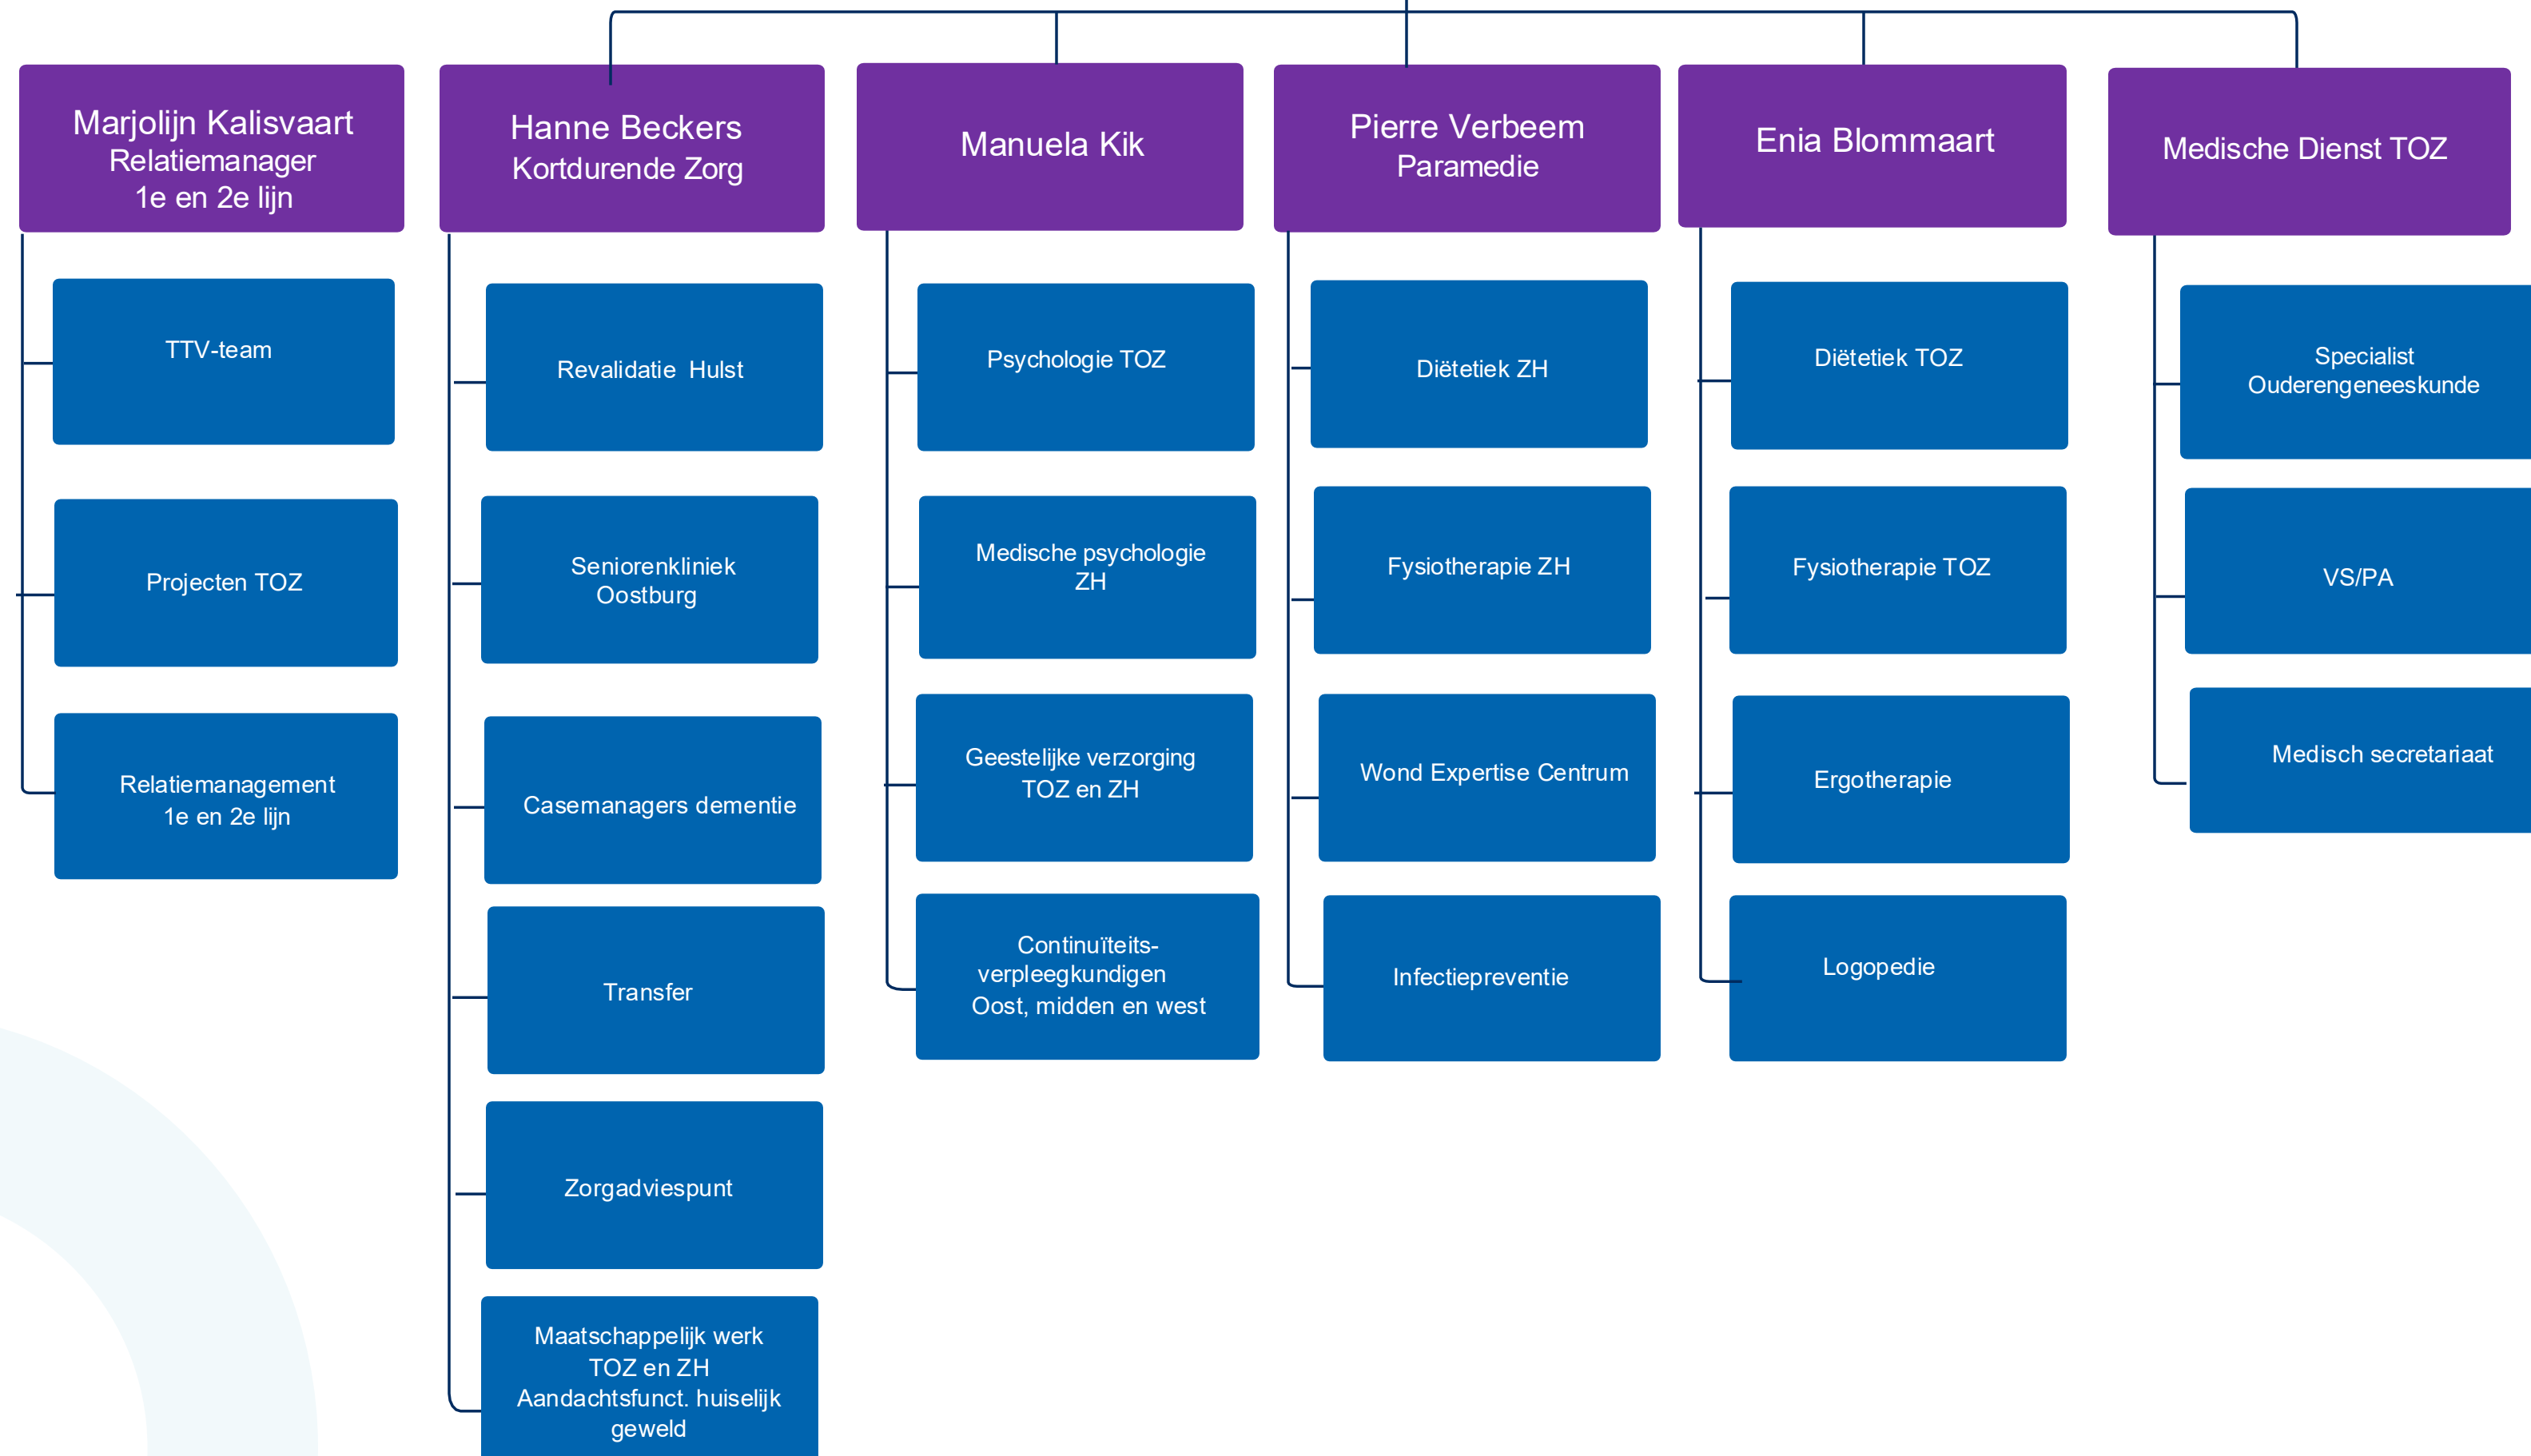 Marjolijn Kalisvaart
Relatiemanager
1e en 2e lijn
TTV-team
Projecten TOZ
Relatiemanagement
1e en 2e lijn
Hanne Beckers
Kortdurende Zorg
Revalidatie  Hulst
Seniorenkliniek
Oostburg
Casemanagers dementie
Transfer
Zorgadviespunt
Maatschappelijk werk
TOZ en ZH
Aandachtsfunct. huiselijk
geweld
Manuela Kik
Psychologie TOZ
Medische psychologie
ZH
Geestelijke verzorging
TOZ en ZH
Continuïteits-
verpleegkundigen
Oost, midden en west
Pierre Verbeem
Paramedie
Diëtetiek ZH
Fysiotherapie ZH
Wond Expertise Centrum
Infectiepreventie
Enia Blommaart
Diëtetiek TOZ
Fysiotherapie TOZ
Ergotherapie
Logopedie
Medische Dienst TOZ
Specialist
Ouderengeneeskunde
VS/PA
Medisch secretariaat